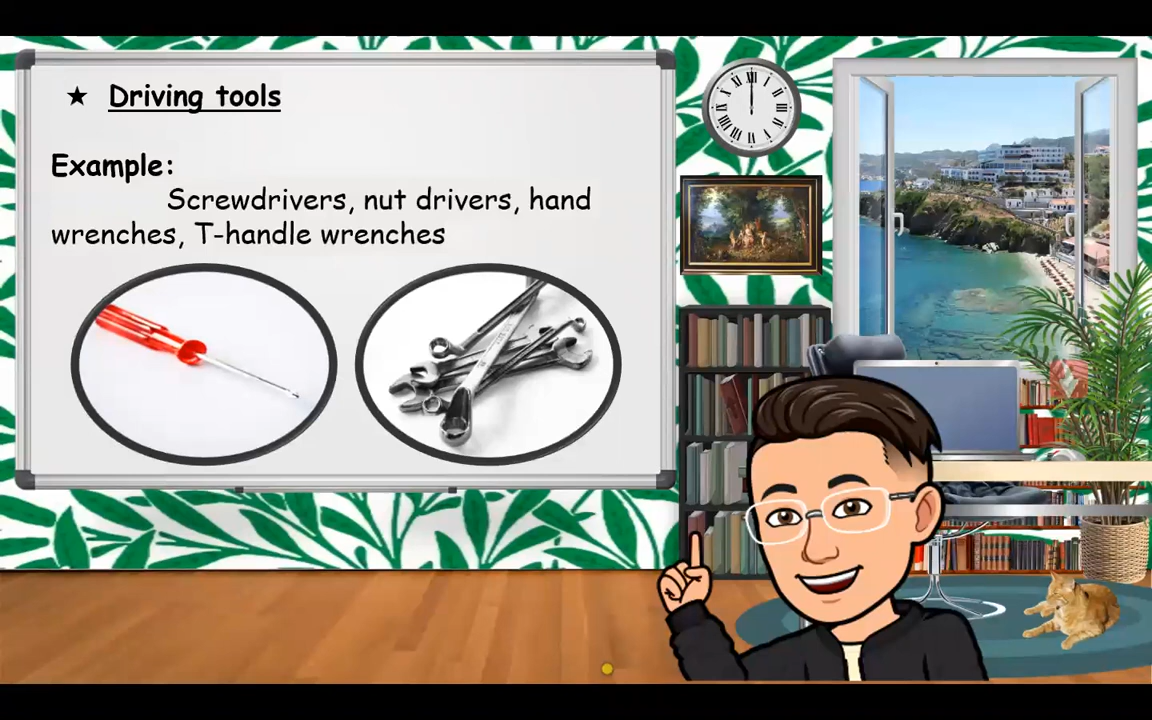 ★ Driving tools
Example:
Screwdrivers, nut drivers, hand
wrenches, T-handle wrenches